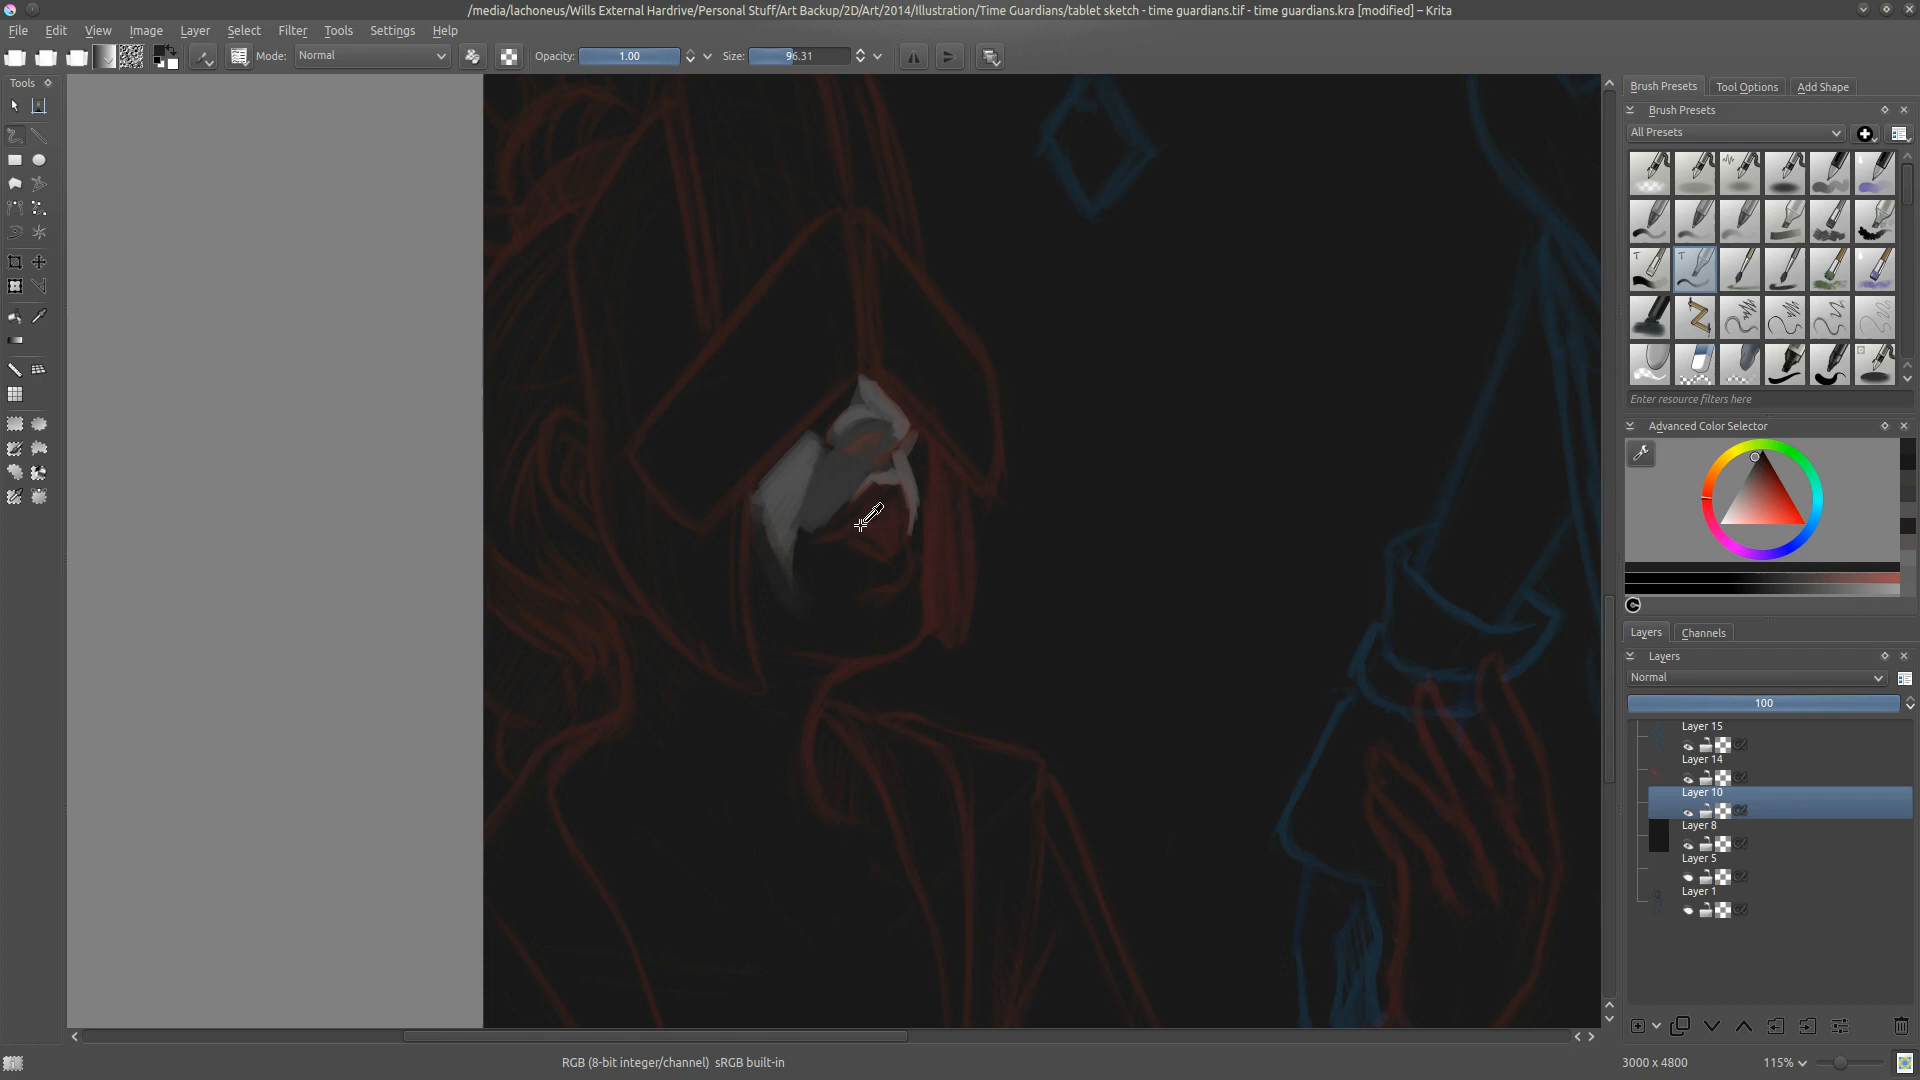 /media/lachoneus/Wills External Hardrive/Personal Stuff/Art Backup/2D/Art/2014/Illustration/Time Guardians/tablet sketch - time guardians.tif - time guardians.kra [modified] – Krita
File Edit View Image Layer Select Filter Tools Settings Help
Mode: Normal Opacity: 1.00 Size: 96.31
Tools
Brush Presets Tool Options Add Shape
Brush Presets
All Presets
Enter resource filters here
Advanced Color Selector
Layers Channels
Layers
Normal
100
Layer 15
Layer 14
Layer 10
Layer 8
Layer 5
Layer 1
RGB (8-bit integer/channel) sRGB built-in
3000 x 4800
115%